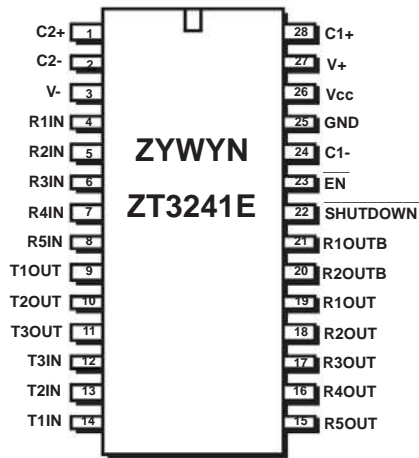 C2+ 1 28 C1+
C2- 2 27 V+
V- 3 26 Vcc
R1IN 4 25 GND
R2IN 5 24 C1-
R3IN 6 23 EN
R4IN 7 22 SHUTDOWN
R5IN 8 21 R1OUTB
T1OUT 9 20 R2OUTB
T2OUT 10 19 R1OUT
T3OUT 11 18 R2OUT
T3IN 12 17 R3OUT
T2IN 13 16 R4OUT
T1IN 14 15 R5OUT
ZYWYN
ZT3241E